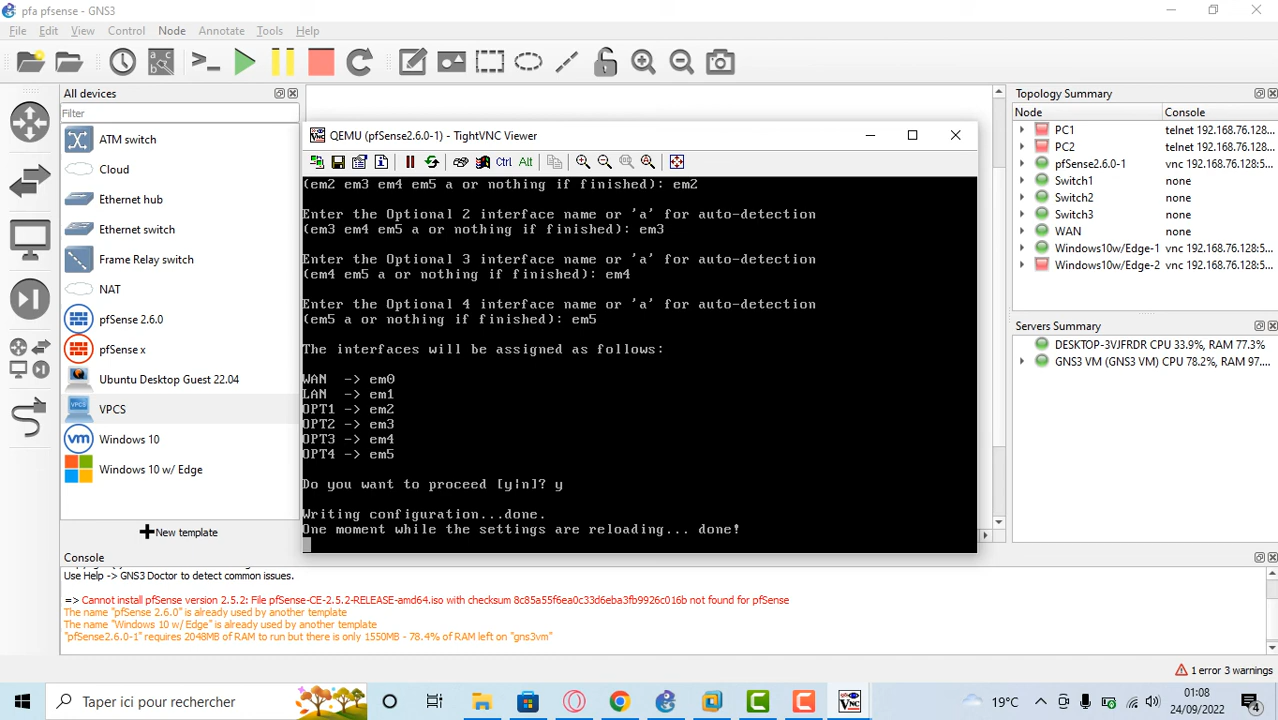 pfa pfsense - GNS3
File Edit View Control Node Annotate Tools Help
All devices
Filter
ATM switch
Cloud
Ethernet hub
Ethernet switch
Frame Relay switch
NAT
pfSense 2.6.0
pfSense x
Ubuntu Desktop Guest 22.04
VPCS
Windows 10
Windows 10 w/ Edge
New template
QEMU (pfSense2.6.0-1) - TightVNC Viewer
Ctrl Alt
(em2 em3 em4 em5 a or nothing if finished): em2
Enter the Optional 2 interface name or 'a' for auto-detection
(em3 em4 em5 a or nothing if finished): em3
Enter the Optional 3 interface name or 'a' for auto-detection
(em4 em5 a or nothing if finished): em4
Enter the Optional 4 interface name or 'a' for auto-detection
(em5 a or nothing if finished): em5
The interfaces will be assigned as follows:
WAN -> em0
LAN -> em1
OPT1 -> em2
OPT2 -> em3
OPT3 -> em4
OPT4 -> em5
Do you want to proceed [y|n]? y
Writing configuration...done.
One moment while the settings are reloading... done!
Topology Summary
Node Console
PC1 telnet 192.168.76.128
PC2 telnet 192.168.76.128
pfSense2.6.0-1 vnc 192.168.76.128:5
Switch1 none
Switch2 none
Switch3 none
WAN none
Windows10w/Edge-1 vnc 192.168.76.128:5
Windows10w/Edge-2 vnc 192.168.76.128:5
Servers Summary
DESKTOP-3VJFRDR CPU 33.9%, RAM 77.3%
GNS3 VM (GNS3 VM) CPU 78.2%, RAM 97....
Console
Use Help -> GNS3 Doctor to detect common issues.
=> Cannot install pfSense version 2.5.2: File pfSense-CE-2.5.2-RELEASE-amd64.iso with checksum 8c85a55f6ea0c33d6eba3fb9926c016b not found for pfSense
The name "pfSense 2.6.0" is already used by another template
The name "Windows 10 w/ Edge" is already used by another template
"pfSense2.6.0-1" requires 2048MB of RAM to run but there is only 1550MB - 78.4% of RAM left on "gns3vm"
1 error 3 warnings
Taper ici pour rechercher
19°C
01:08
24/09/2022
4